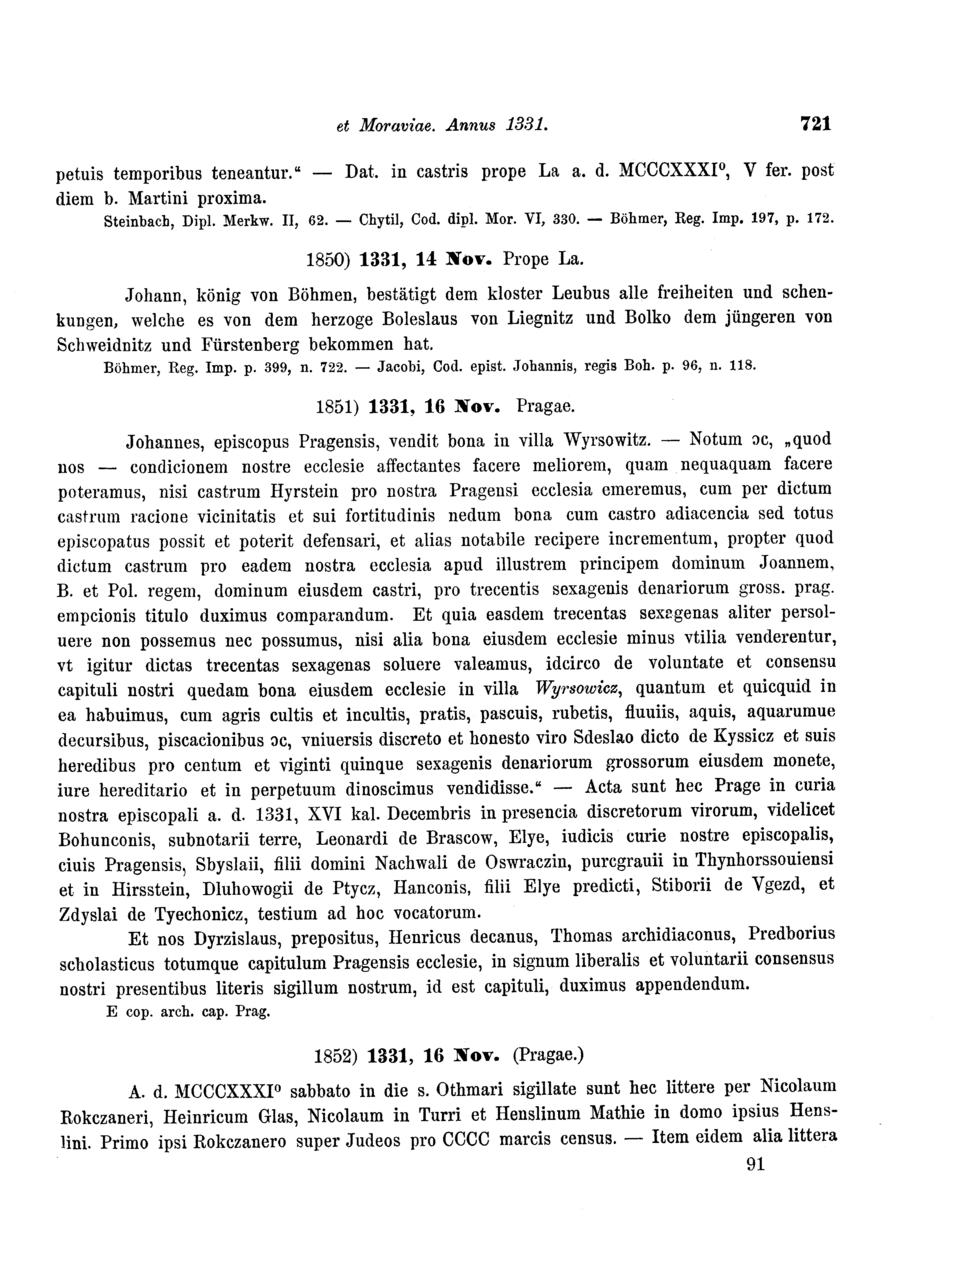 et Moraviae. Annus 1331. 721
petuis temporibus teneantur.“ — Dat. in castris prope La a. d. MCCCXXXI⁰, V fer. post
diem b. Martini proxima.
Steinbach, Dipl. Merkw. II, 62. — Chytil, Cod. dipl. Mor. VI, 330. — Böhmer, Reg. Imp. 197, p. 172.
1850) 1331, 14 Nov. Prope La.
Johann, könig von Böhmen, bestätigt dem kloster Leubus alle freiheiten und schen-
kungen, welche es von dem herzoge Boleslaus von Liegnitz und Bolko dem jüngeren von
Schweidnitz und Fürstenberg bekommen hat.
Böhmer, Reg. Imp. p. 399, n. 722. — Jacobi, Cod. epist. Johannis, regis Boh. p. 96, n. 118.
1851) 1331, 16 Nov. Pragae.
Johannes, episcopus Pragensis, vendit bona in villa Wyrsowitz. — Notum ɔc, „quod
nos — condicionem nostre ecclesie affectantes facere meliorem, quam nequaquam facere
poteramus, nisi castrum Hyrstein pro nostra Pragensi ecclesia emeremus, cum per dictum
castrum racione vicinitatis et sui fortitudinis nedum bona cum castro adiacencia sed totus
episcopatus possit et poterit defensari, et alias notabile recipere incrementum, propter quod
dictum castrum pro eadem nostra ecclesia apud illustrem principem dominum Joannem,
B. et Pol. regem, dominum eiusdem castri, pro trecentis sexagenis denariorum gross. prag.
empcionis titulo duximus comparandum. Et quia easdem trecentas sexagenas aliter persol-
uere non possemus nec possumus, nisi alia bona eiusdem ecclesie minus vtilia venderentur,
vt igitur dictas trecentas sexagenas soluere valeamus, idcirco de voluntate et consensu
capituli nostri quedam bona eiusdem ecclesie in villa Wyrsowicz, quantum et quicquid in
ea habuimus, cum agris cultis et incultis, pratis, pascuis, rubetis, fluuiis, aquis, aquarumue
decursibus, piscacionibus ɔc, vniuersis discreto et honesto viro Sdeslao dicto de Kyssicz et suis
heredibus pro centum et viginti quinque sexagenis denariorum grossorum eiusdem monete,
iure hereditario et in perpetuum dinoscimus vendidisse.“ — Acta sunt hec Prage in curia
nostra episcopali a. d. 1331, XVI kal. Decembris in presencia discretorum virorum, videlicet
Bohunconis, subnotarii terre, Leonardi de Brascow, Elye, iudicis curie nostre episcopalis,
ciuis Pragensis, Sbyslaii, filii domini Nachwali de Oswraczin, purcgrauii in Thynhorssouiensi
et in Hirsstein, Dluhowogii de Ptycz, Hanconis, filii Elye predicti, Stiborii de Vgezd, et
Zdyslai de Tyechonicz, testium ad hoc vocatorum.
Et nos Dyrzislaus, prepositus, Henricus decanus, Thomas archidiaconus, Predborius
scholasticus totumque capitulum Pragensis ecclesie, in signum liberalis et voluntarii consensus
nostri presentibus literis sigillum nostrum, id est capituli, duximus appendendum.
E cop. arch. cap. Prag.
1852) 1331, 16 Nov. (Pragae.)
A. d. MCCCXXXI⁰ sabbato in die s. Othmari sigillate sunt hec littere per Nicolaum
Rokczaneri, Heinricum Glas, Nicolaum in Turri et Henslinum Mathie in domo ipsius Hens-
lini. Primo ipsi Rokczanero super Judeos pro CCCC marcis census. — Item eidem alia littera
91